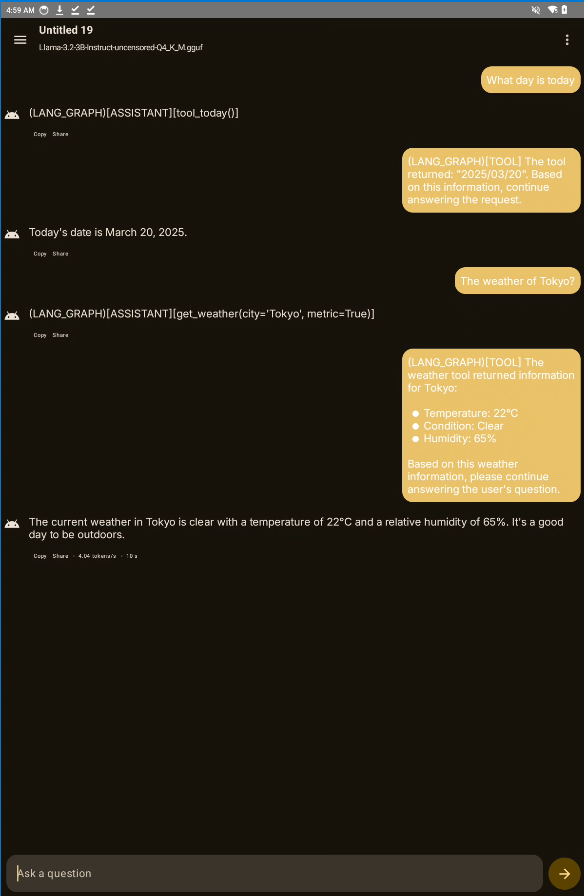 4:59 AM
Untitled 19
Llama-3.2-3B-Instruct-uncensored-Q4_K_M.gguf
What day is today
(LANG_GRAPH)[ASSISTANT][tool_today()]
Copy Share
(LANG_GRAPH)[TOOL] The tool
returned: "2025/03/20". Based
on this information, continue
answering the request.
Today's date is March 20, 2025.
Copy Share
The weather of Tokyo?
(LANG_GRAPH)[ASSISTANT][get_weather(city='Tokyo', metric=True)]
Copy Share
(LANG_GRAPH)[TOOL] The
weather tool returned information
for Tokyo:
● Temperature: 22°C
● Condition: Clear
● Humidity: 65%
Based on this weather
information, please continue
answering the user's question.
The current weather in Tokyo is clear with a temperature of 22°C and a relative humidity of 65%. It's a good
day to be outdoors.
Copy Share · 4.04 tokens/s · 10 s
Ask a question